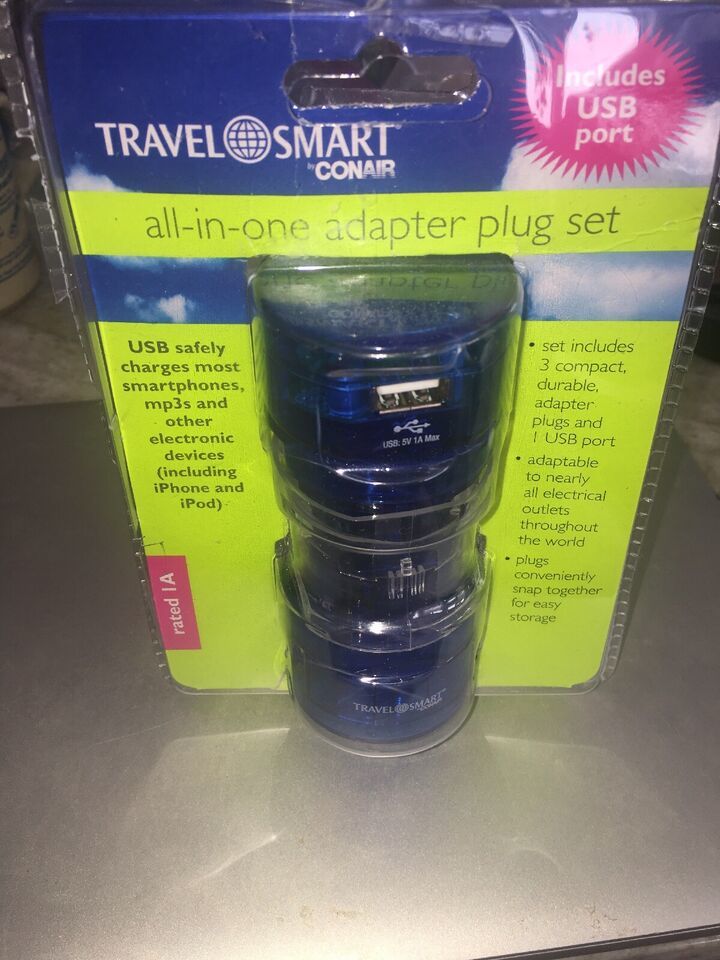 Includes
USB
port
TRAVEL SMART™
by CONAIR
all-in-one adapter plug set
USB safely
charges most
smartphones,
mp3s and
other
electronic
devices
(including
iPhone and
iPod)
rated 1A
• set includes
3 compact,
durable,
adapter
plugs and
1 USB port
• adaptable
to nearly
all electrical
outlets
throughout
the world
• plugs
conveniently
snap together
for easy
storage
USB: 5V 1A Max
TRAVEL SMART™
by CONAIR